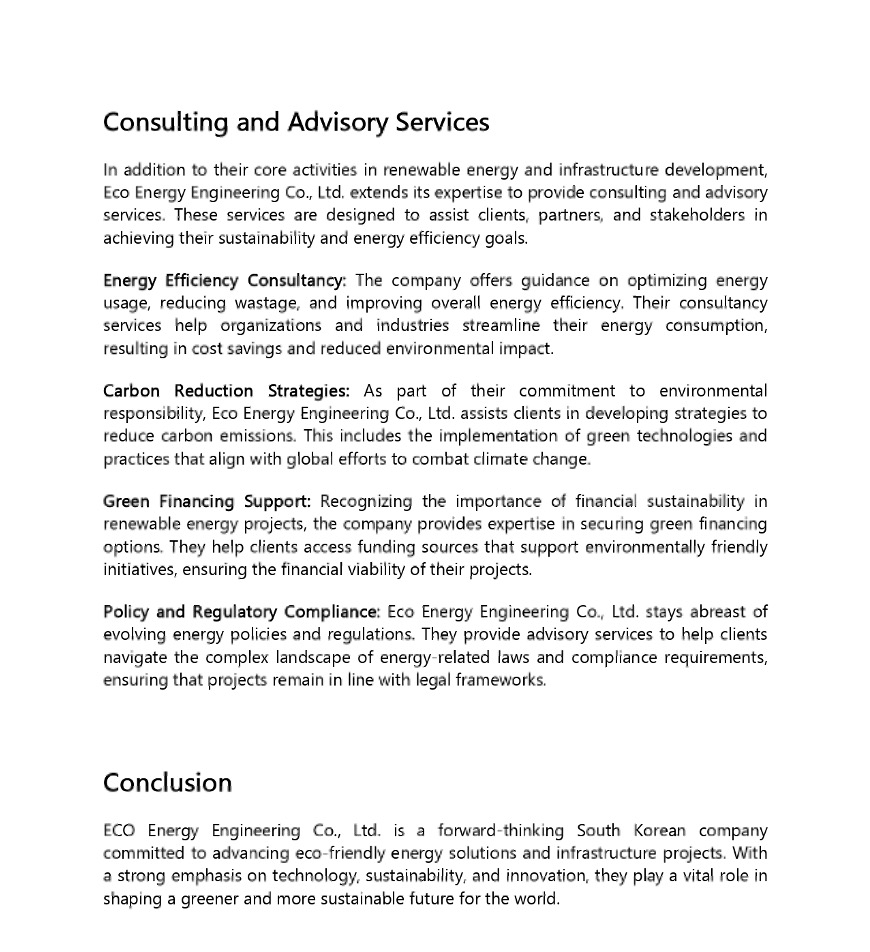 Consulting and Advisory Services
In addition to their core activities in renewable energy and infrastructure development,
Eco Energy Engineering Co., Ltd. extends its expertise to provide consulting and advisory
services. These services are designed to assist clients, partners, and stakeholders in
achieving their sustainability and energy efficiency goals.
Energy Efficiency Consultancy: The company offers guidance on optimizing energy
usage, reducing wastage, and improving overall energy efficiency. Their consultancy
services help organizations and industries streamline their energy consumption,
resulting in cost savings and reduced environmental impact.
Carbon Reduction Strategies: As part of their commitment to environmental
responsibility, Eco Energy Engineering Co., Ltd. assists clients in developing strategies to
reduce carbon emissions. This includes the implementation of green technologies and
practices that align with global efforts to combat climate change.
Green Financing Support: Recognizing the importance of financial sustainability in
renewable energy projects, the company provides expertise in securing green financing
options. They help clients access funding sources that support environmentally friendly
initiatives, ensuring the financial viability of their projects.
Policy and Regulatory Compliance: Eco Energy Engineering Co., Ltd. stays abreast of
evolving energy policies and regulations. They provide advisory services to help clients
navigate the complex landscape of energy-related laws and compliance requirements,
ensuring that projects remain in line with legal frameworks.
Conclusion
ECO Energy Engineering Co., Ltd. is a forward-thinking South Korean company
committed to advancing eco-friendly energy solutions and infrastructure projects. With
a strong emphasis on technology, sustainability, and innovation, they play a vital role in
shaping a greener and more sustainable future for the world.